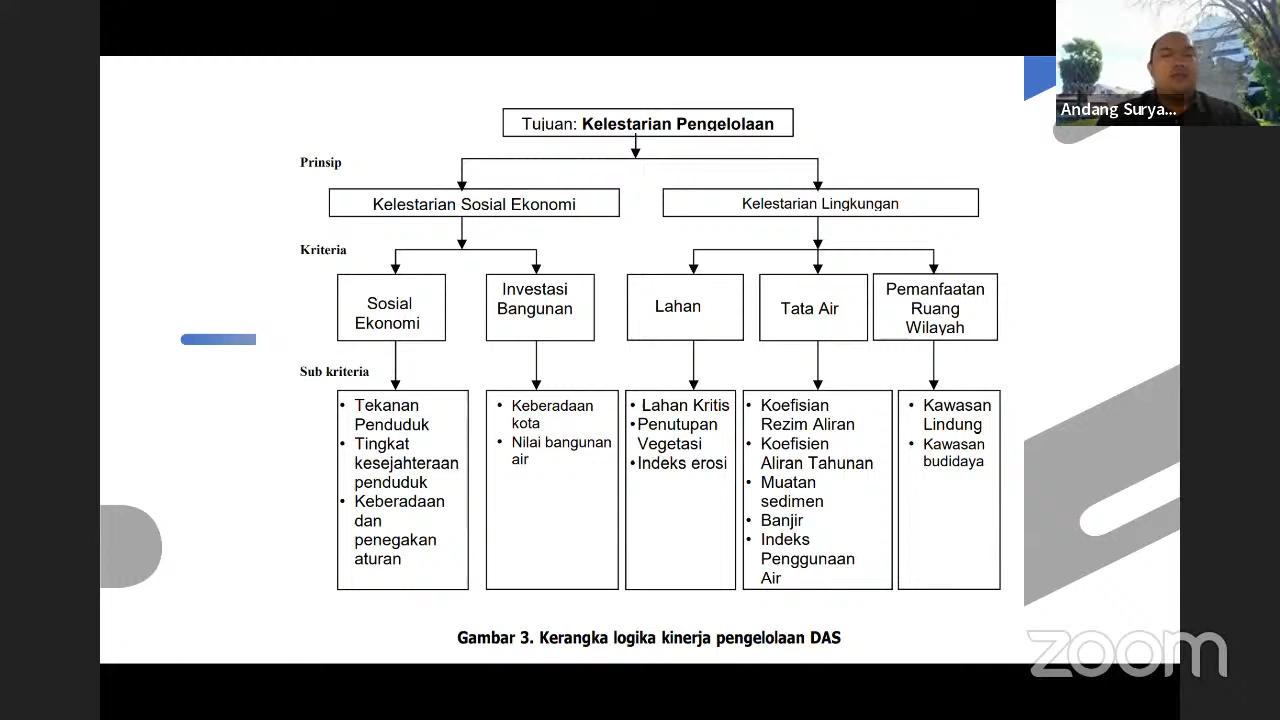 Andang Surya...
Tujuan: Kelestarian Pengelolaan
Prinsip
Kelestarian Sosial Ekonomi
Kelestarian Lingkungan
Kriteria
Sosial
Ekonomi
Investasi
Bangunan
Lahan
Tata Air
Pemanfaatan
Ruang
Wilayah
Sub kriteria
• Tekanan
Penduduk
• Tingkat
kesejahteraan
penduduk
• Keberadaan
dan
penegakan
aturan
• Keberadaan
kota
• Nilai bangunan
air
• Lahan Kritis
• Penutupan
Vegetasi
• Indeks erosi
• Koefisian
Rezim Aliran
• Koefisien
Aliran Tahunan
• Muatan
sedimen
• Banjir
• Indeks
Penggunaan
Air
• Kawasan
Lindung
• Kawasan
budidaya
Gambar 3. Kerangka logika kinerja pengelolaan DAS
zoom